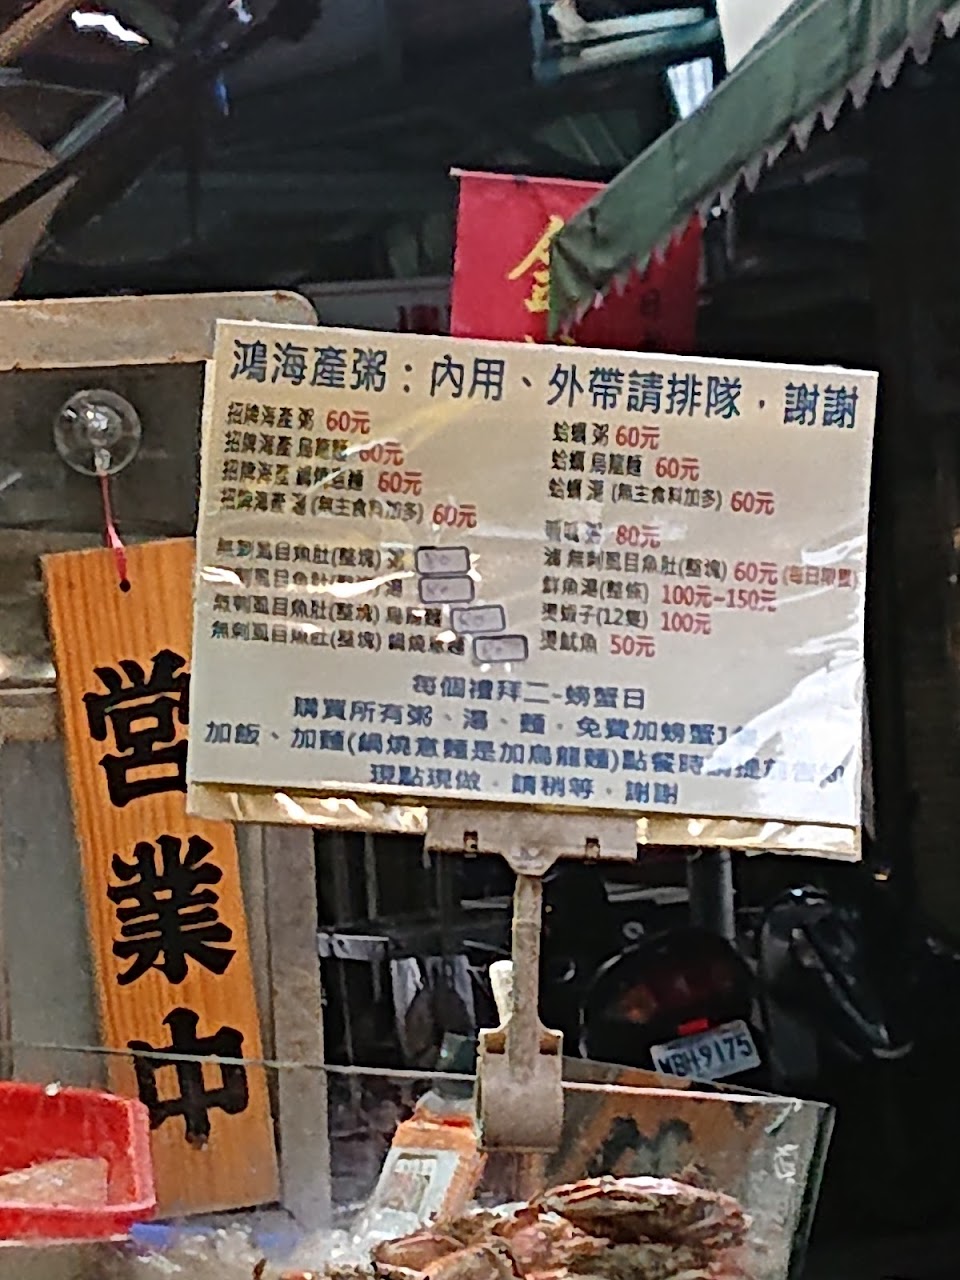 金
鴻海產粥：內用、外帶請排隊，謝謝
招牌海產粥 60元
招牌海產 烏龍麵 60元
招牌海產 鍋燒意麵 60元
招牌海產 湯 (無主食料加多) 60元
無刺虱目魚肚(整塊) 粥
刺虱目魚肚 湯
無刺虱目魚肚(整塊) 烏龍麵
無刺虱目魚肚(整塊) 鍋燒意麵
蛤蠣 粥 60元
蛤蠣 烏龍麵 60元
蛤蠣 湯 (無主食料加多) 60元
粥 80元
滷 無刺虱目魚肚(整塊) 60元 (每日限量)
鮮魚湯(整條) 100元~150元
燙蝦子(12隻) 100元
燙魷魚 50元
每個禮拜二-螃蟹日
購買所有粥、湯、麵，免費加螃蟹
加飯、加麵(鍋燒意麵是加烏龍麵)點餐時請提前告知
現點現做，請稍等，謝謝
營業中
MBH-9175